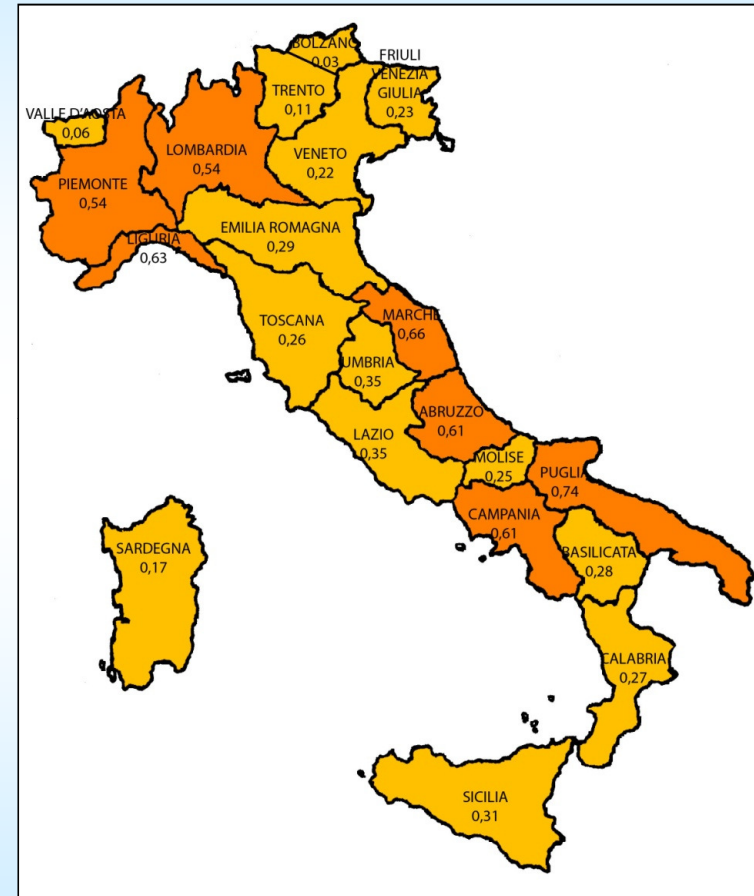 BOLZANO
0,03
FRIULI
VENEZIA
GIULIA
0,23
TRENTO
0,11
VALLE D'AOSTA
0,06
LOMBARDIA
0,54
VENETO
0,22
PIEMONTE
0,54
EMILIA ROMAGNA
0,29
LIGURIA
0,63
TOSCANA
0,26
MARCHE
0,66
UMBRIA
0,35
ABRUZZO
0,61
LAZIO
0,35
MOLISE
0,25
PUGLIA
0,74
CAMPANIA
0,61
BASILICATA
0,28
SARDEGNA
0,17
CALABRIA
0,27
SICILIA
0,31